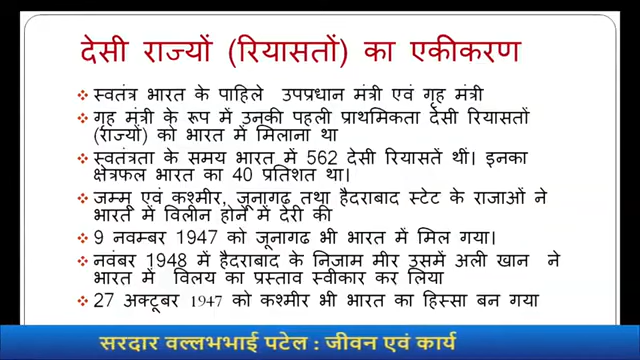 देसी राज्यों (रियासतों) का एकीकरण
❖ स्वतंत्र भारत के पाहिले उपप्रधान मंत्री एवं गृह मंत्री
❖ गृह मंत्री के रूप में उनकी पहली प्राथमिकता देसी रियासतों
(राज्यों) को भारत में मिलाना था
❖ स्वतंत्रता के समय भारत में 562 देसी रियासतें थीं। इनका
क्षेत्रफल भारत का 40 प्रतिशत था।
❖ जम्मू एवं कश्मीर, जूनागढ़ तथा हैदराबाद स्टेट के राजाओं ने
भारत में विलीन होने में देरी की
❖ 9 नवम्बर 1947 को जूनागढ भी भारत में मिल गया।
❖ नवंबर 1948 में हैदराबाद के निजाम मीर उसमें अली खान ने
भारत में विलय का प्रस्ताव स्वीकार कर लिया
❖ 27 अक्टूबर 1947 को कश्मीर भी भारत का हिस्सा बन गया
सरदार वल्लभभाई पटेल : जीवन एवं कार्य